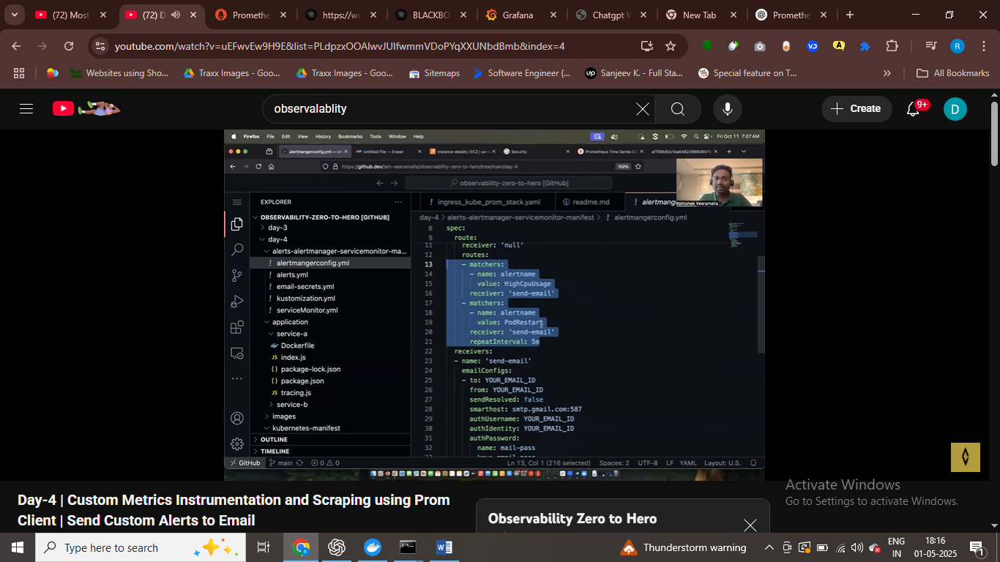 (72) Most
(72) D
Promethe
https://wv
BLACKBO
Grafana
Chatgpt V
New Tab
Promethe
youtube.com/watch?v=uEFwvEw9H9E&list=PLdpzxOOAlwvJUIfwmmVDoPYqXXUNbdBmb&index=4
R
Websites using Sho...
Traxx Images - Goo...
Traxx Images - Goo...
Sitemaps
Software Engineer (...
up Sanjeev K. - Full Sta...
Special feature on T...
All Bookmarks
observalablity
Create
9+
D
Firefox File Edit View History Bookmarks Tools Window Help
Fri Oct 11 7:07 AM
Untitled File — Eraser
Instance details | EC2 | us-
Security
Prometheus Time Series Co
https://github.dev/iam-veeramalla/observability-zero-to-hero/tree/main/day-4
150%
observability-zero-to-hero [GitHub]
Abhishek Veeramalla
EXPLORER
OBSERVABILITY-ZERO-TO-HERO [GITHUB]
day-3
day-4
alerts-alertmanager-servicemonitor-ma...
alertmangerconfig.yml
alerts.yml
email-secrets.yml
kustomization.yml
serviceMonitor.yml
application
service-a
Dockerfile
JS index.js
{} package-lock.json
{} package.json
JS tracing.js
service-b
images
kubernetes-manifest
OUTLINE
TIMELINE
ingress_kube_prom_stack.yaml
readme.md
alertmang
day-4 > alerts-alertmanager-servicemonitor-manifest > ! alertmangerconfig.yml
8 spec:
9 route:
11 receiver: 'null'
12 routes:
13 - matchers:
14 - name: alertname
15 value: HighCpuUsage
16 receiver: 'send-email'
17 - matchers:
18 - name: alertname
19 value: PodRestart
20 receiver: 'send-email'
21 repeatInterval: 5m
22 receivers:
23 - name: 'send-email'
24 emailConfigs:
25 - to: YOUR_EMAIL_ID
26 from: YOUR_EMAIL_ID
27 sendResolved: false
28 smarthost: smtp.gmail.com:587
29 authUsername: YOUR_EMAIL_ID
30 authIdentity: YOUR_EMAIL_ID
31 authPassword:
32 name: mail-pass
GitHub
main
0 0
Ln 13, Col 1 (216 selected) Spaces: 2 UTF-8 LF YAML Layout: U.S.
Day-4 | Custom Metrics Instrumentation and Scraping using Prom
Client | Send Custom Alerts to Email
Observability Zero to Hero
Activate Windows
Go to Settings to activate Windows.
Type here to search
Thunderstorm warning
ENG
IN
18:16
01-05-2025
1